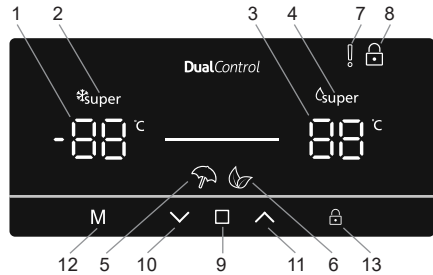 1 2 3 4 7 8
DualControl
super super
-88 °C 88 °C
M
12 5 10 9 11 6 13